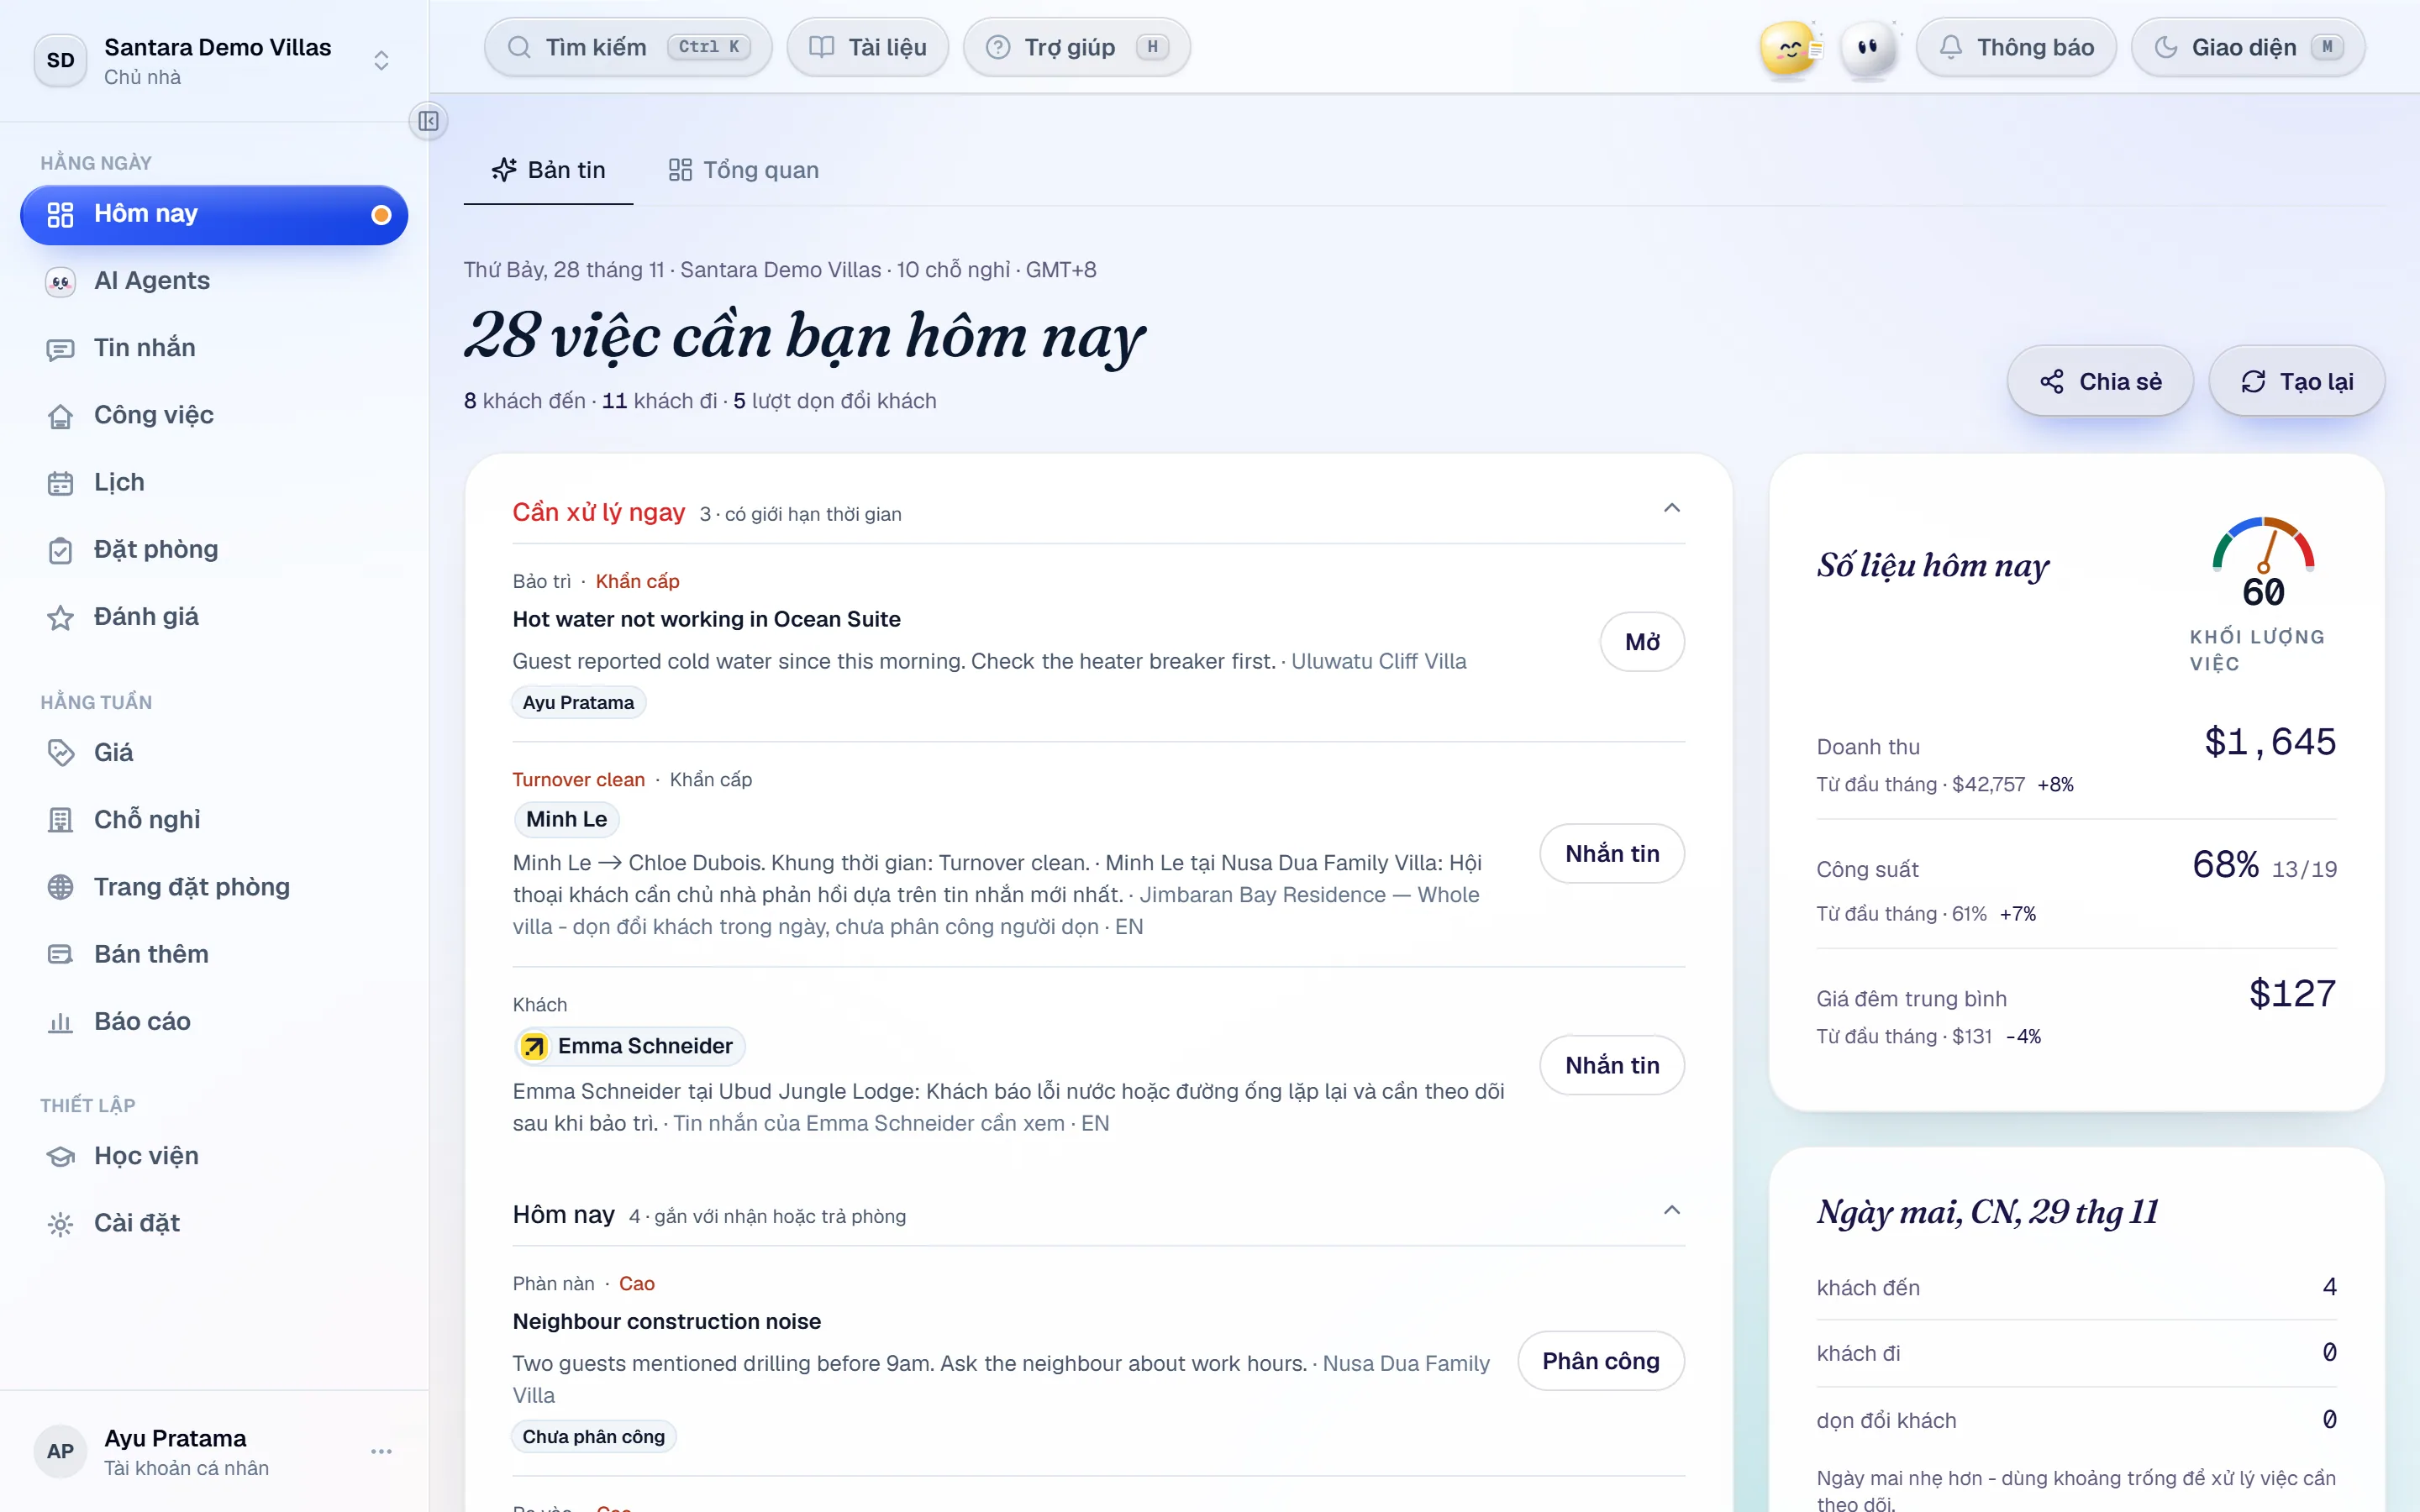 SD
Santara Demo Villas
Chủ nhà
HẰNG NGÀY
Hôm nay
AI Agents
Tin nhắn
Công việc
Lịch
Đặt phòng
Đánh giá
HẰNG TUẦN
Giá
Chỗ nghỉ
Trang đặt phòng
Bán thêm
Báo cáo
THIẾT LẬP
Học viện
Cài đặt
AP
Ayu Pratama
Tài khoản cá nhân
Tìm kiếm Ctrl K
Tài liệu
Trợ giúp H
Thông báo
Giao diện M
Bản tin
Tổng quan
Thứ Bảy, 28 tháng 11 · Santara Demo Villas · 10 chỗ nghỉ · GMT+8
28 việc cần bạn hôm nay
8 khách đến · 11 khách đi · 5 lượt dọn đổi khách
Chia sẻ
Tạo lại
Cần xử lý ngay 3 · có giới hạn thời gian
Bảo trì · Khẩn cấp
Hot water not working in Ocean Suite
Guest reported cold water since this morning. Check the heater breaker first. · Uluwatu Cliff Villa
Ayu Pratama
Mở
Turnover clean · Khẩn cấp
Minh Le
Minh Le → Chloe Dubois. Khung thời gian: Turnover clean. · Minh Le tại Nusa Dua Family Villa: Hội
thoại khách cần chủ nhà phản hồi dựa trên tin nhắn mới nhất. · Jimbaran Bay Residence — Whole
villa - dọn đổi khách trong ngày, chưa phân công người dọn · EN
Nhắn tin
Khách
Emma Schneider
Emma Schneider tại Ubud Jungle Lodge: Khách báo lỗi nước hoặc đường ống lặp lại và cần theo dõi
sau khi bảo trì. · Tin nhắn của Emma Schneider cần xem · EN
Nhắn tin
Hôm nay 4 · gắn với nhận hoặc trả phòng
Phàn nàn · Cao
Neighbour construction noise
Two guests mentioned drilling before 9am. Ask the neighbour about work hours. · Nusa Dua Family
Villa
Chưa phân công
Phân công
Số liệu hôm nay
60
KHỐI LƯỢNG
VIỆC
Doanh thu $1,645
Từ đầu tháng · $42,757 +8%
Công suất 68% 13/19
Từ đầu tháng · 61% +7%
Giá đêm trung bình $127
Từ đầu tháng · $131 -4%
Ngày mai, CN, 29 thg 11
khách đến 4
khách đi 0
dọn đổi khách 0
Ngày mai nhẹ hơn - dùng khoảng trống để xử lý việc cần
theo dõi.